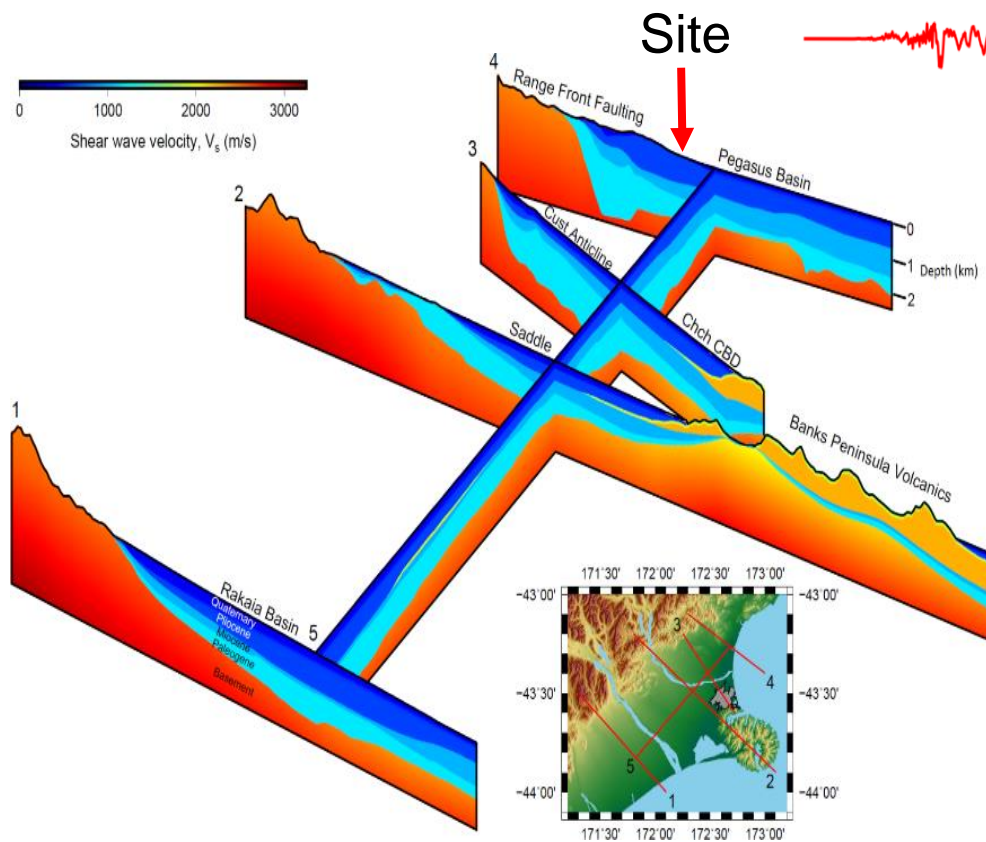 Site
0 1000 2000 3000
Shear wave velocity, Vs (m/s)
4
Range Front Faulting
Pegasus Basin
3
Cust Anticline
0
1
2
Depth (km)
2
Saddle
Chch CBD
Banks Peninsula Volcanics
1
Rakaia Basin
5
Quaternary
Pliocene
Miocene
Paleogene
Basement
171˚30' 172˚00' 172˚30' 173˚00'
−43˚00' −43˚00'
3
4
−43˚30' −43˚30'
5
2
1
−44˚00' −44˚00'
171˚30' 172˚00' 172˚30' 173˚00'